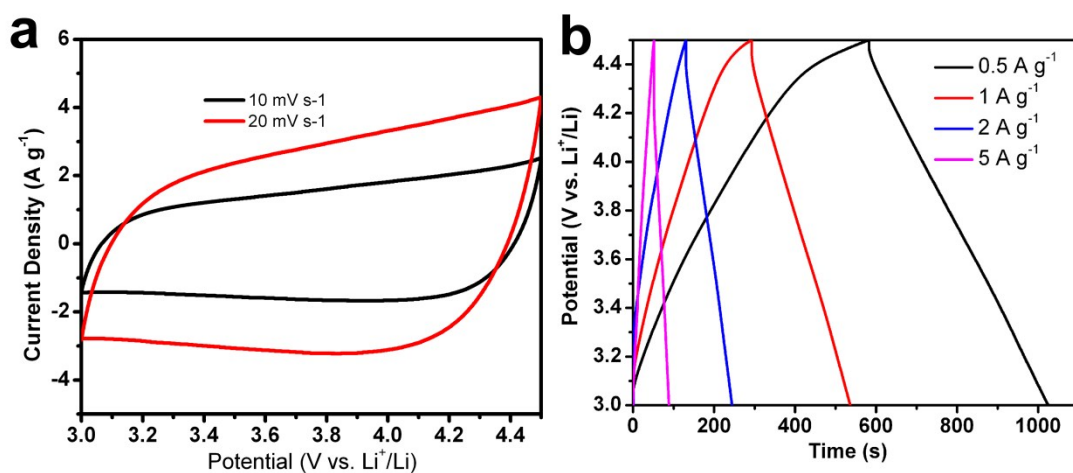 a
6
4
2
0
-2
-4
3.0 3.2 3.4 3.6 3.8 4.0 4.2 4.4
Current Density (A g⁻¹)
Potential (V vs. Li⁺/Li)
10 mV s-1
20 mV s-1
b
4.4
4.2
4.0
3.8
3.6
3.4
3.2
3.0
0 200 400 600 800 1000
Potential (V vs. Li⁺/Li)
Time (s)
0.5 A g⁻¹
1 A g⁻¹
2 A g⁻¹
5 A g⁻¹